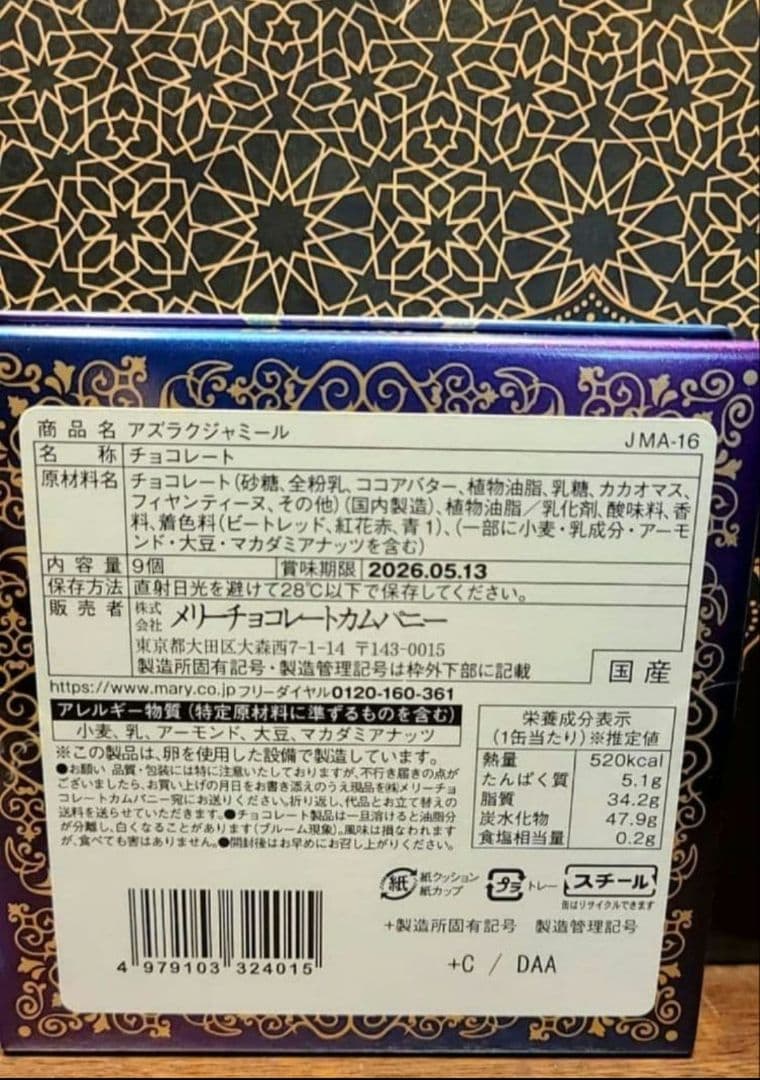 商品名 アズラクジャミール JMA-16
名称 チョコレート
原材料名 チョコレート(砂糖、全粉乳、ココアバター、植物油脂、乳糖、カカオマス、
フィヤンティーヌ、その他)(国内製造)、植物油脂/乳化剤、酸味料、香
料、着色料(ビートレッド、紅花赤、青1)、(一部に小麦・乳成分・アーモ
ンド・大豆・マカダミアナッツを含む)
内容量 9個 賞味期限 2026.05.13
保存方法 直射日光を避けて28℃以下で保存してください。
販売者 株式会社 メリーチョコレートカムパニー
東京都大田区大森西7-1-14 〒143-0015
製造所固有記号・製造管理記号は枠外下部に記載
国産
https://www.mary.co.jp フリーダイヤル0120-160-361
アレルギー物質(特定原材料に準ずるものを含む)
小麦、乳、アーモンド、大豆、マカダミアナッツ
※この製品は、卵を使用した設備で製造しています。
●お願い 品質・包装には特に注意いたしておりますが、不行き届きの点が
ございましたら、お買い上げの月日をお書き添えのうえ現品を㈱メリーチョ
コレートカムパニー宛にお送りください。折り返し、代品とお立て替えの
送料を送らせていただきます。●チョコレート製品は一旦溶けると油脂分
が分離し、白くなることがあります(ブルーム現象)。風味は損なわれます
が、食べても害はありません。●開封後はお早めにお召し上がりください。
栄養成分表示
(1缶当たり)※推定値
熱量 520kcal
たんぱく質 5.1g
脂質 34.2g
炭水化物 47.9g
食塩相当量 0.2g
紙 紙クッション
紙カップ
プラ トレー
スチール
缶はリサイクルできます
+製造所固有記号 製造管理記号
+C / DAA
4 979103 324015